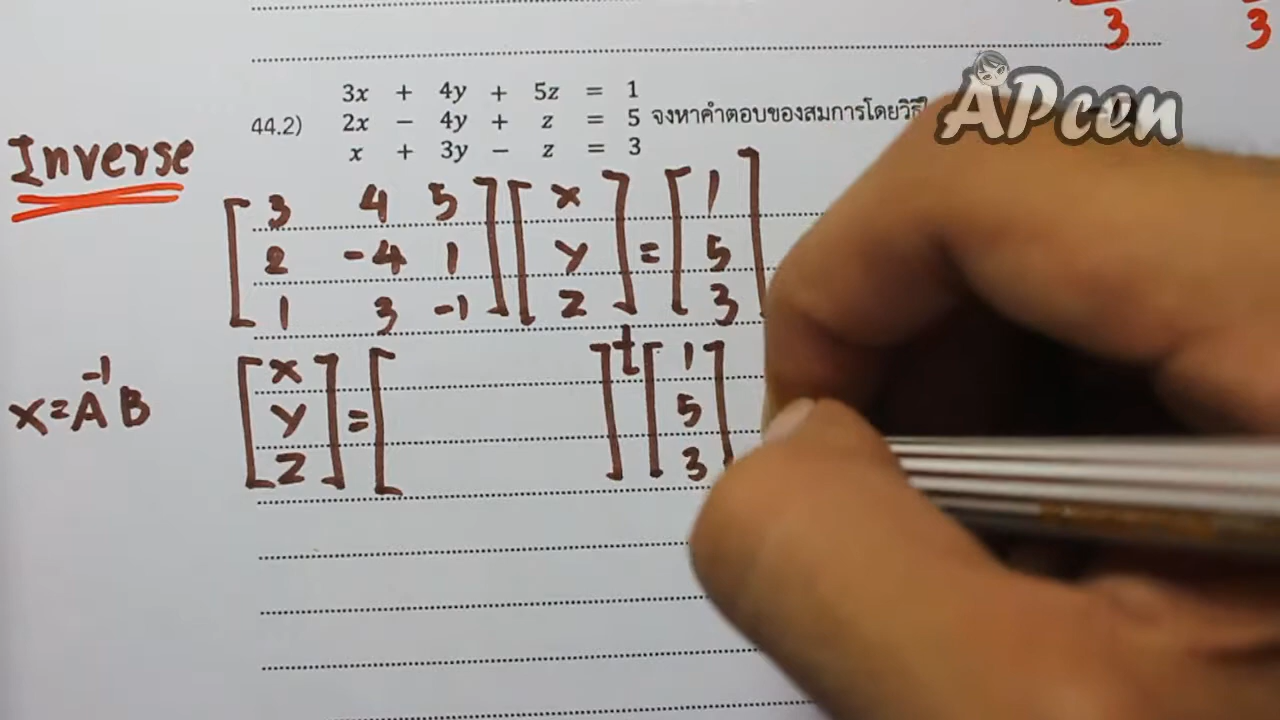 3 3
APcen
3x + 4y + 5z = 1
44.2) 2x − 4y + z = 5 จงหาคำตอบของสมการโดยวิธี
x + 3y − z = 3
Inverse
[3 4 5] [x] [1]
[2 -4 1] [y] = [5]
[1 3 -1] [z] [3]
x = A⁻¹B
[x] [ ]ᵗ [1]
[y] = [ ] [5]
[z] [ ] [3]